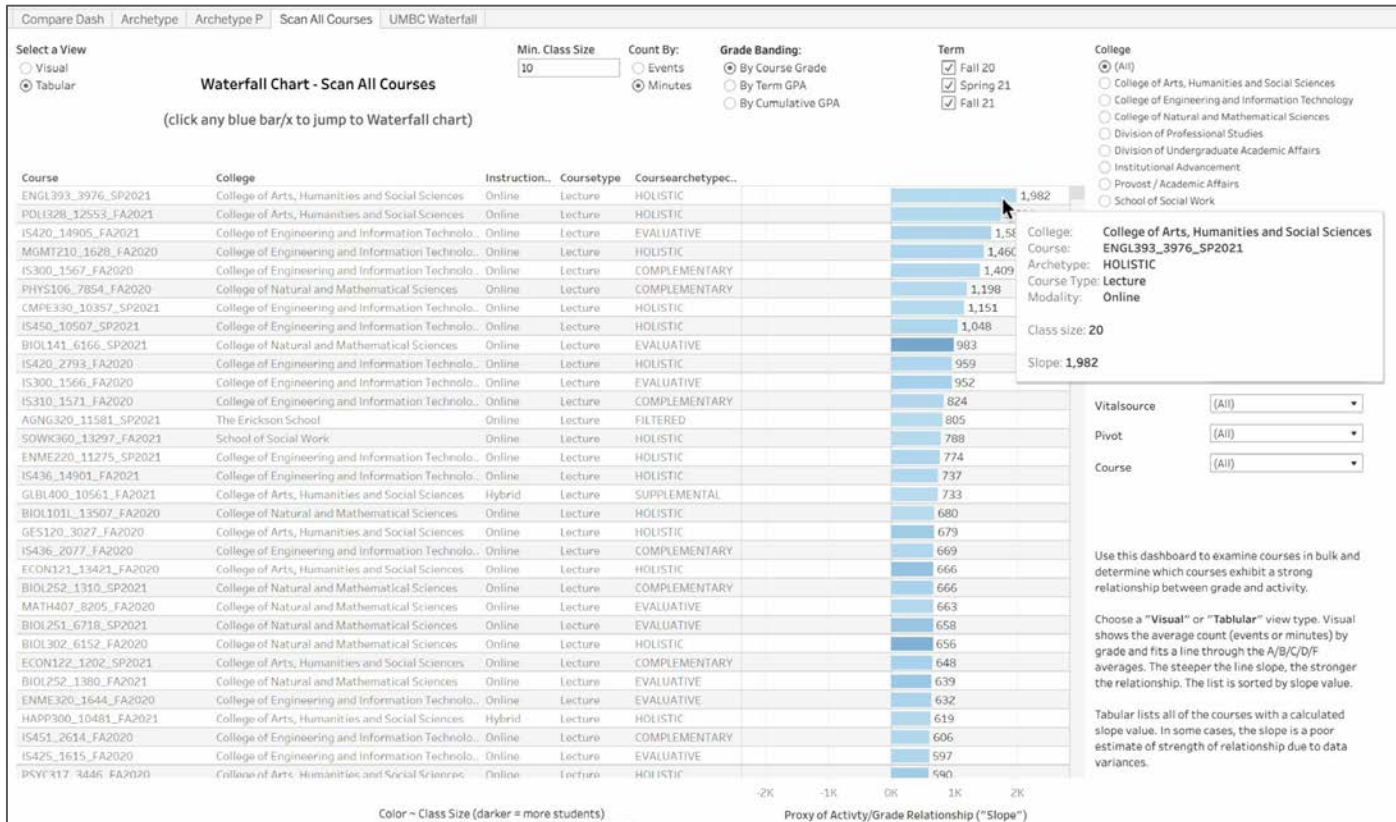 Compare Dash Archetype Archetype P Scan All Courses UMBC Waterfall
Select a View
Visual
Tabular
Waterfall Chart - Scan All Courses
(click any blue bar/x to jump to Waterfall chart)
Min. Class Size
10
Count By:
Events
Minutes
Grade Banding:
By Course Grade
By Term GPA
By Cumulative GPA
Term
Fall 20
Spring 21
Fall 21
College
(All)
College of Arts, Humanities and Social Sciences
College of Engineering and Information Technology
College of Natural and Mathematical Sciences
Division of Professional Studies
Division of Undergraduate Academic Affairs
Institutional Advancement
Provost / Academic Affairs
School of Social Work
Course College Instruction.. Coursetype Coursearchetypec..
ENGL393_3976_SP2021 College of Arts, Humanities and Social Sciences Online Lecture HOLISTIC 1,982
POLI328_12553_FA2021 College of Arts, Humanities and Social Sciences Online Lecture HOLISTIC
IS420_14905_FA2021 College of Engineering and Information Technolo.. Online Lecture EVALUATIVE 1,58
MGMT210_1628_FA2020 College of Arts, Humanities and Social Sciences Online Lecture HOLISTIC 1,460
IS300_1567_FA2020 College of Engineering and Information Technolo.. Online Lecture COMPLEMENTARY 1,409
PHYS106_7854_FA2020 College of Natural and Mathematical Sciences Online Lecture COMPLEMENTARY 1,198
CMPE330_10357_SP2021 College of Engineering and Information Technolo.. Online Lecture HOLISTIC 1,151
IS450_10507_SP2021 College of Engineering and Information Technolo.. Online Lecture HOLISTIC 1,048
BIOL141_6166_SP2021 College of Natural and Mathematical Sciences Online Lecture EVALUATIVE 983
IS420_2793_FA2020 College of Engineering and Information Technolo.. Online Lecture HOLISTIC 959
IS300_1566_FA2020 College of Engineering and Information Technolo.. Online Lecture EVALUATIVE 952
IS310_1571_FA2020 College of Engineering and Information Technolo.. Online Lecture COMPLEMENTARY 824
AGNG320_11581_SP2021 The Erickson School Online Lecture FILTERED 805
SOWK360_13297_FA2021 School of Social Work Online Lecture HOLISTIC 788
ENME220_11275_SP2021 College of Engineering and Information Technolo.. Online Lecture HOLISTIC 774
IS436_14901_FA2021 College of Engineering and Information Technolo.. Online Lecture HOLISTIC 737
GLBL400_10561_FA2021 College of Arts, Humanities and Social Sciences Hybrid Lecture SUPPLEMENTAL 733
BIOL101L_13507_FA2020 College of Natural and Mathematical Sciences Online Lecture HOLISTIC 680
GES120_3027_FA2020 College of Arts, Humanities and Social Sciences Online Lecture HOLISTIC 679
IS436_2077_FA2020 College of Engineering and Information Technolo.. Online Lecture COMPLEMENTARY 669
ECON121_13421_FA2020 College of Arts, Humanities and Social Sciences Online Lecture HOLISTIC 666
BIOL252_1310_SP2021 College of Natural and Mathematical Sciences Online Lecture COMPLEMENTARY 666
MATH407_8205_FA2020 College of Natural and Mathematical Sciences Online Lecture EVALUATIVE 663
BIOL251_6718_SP2021 College of Natural and Mathematical Sciences Online Lecture EVALUATIVE 658
BIOL302_6152_FA2020 College of Natural and Mathematical Sciences Online Lecture HOLISTIC 656
ECON122_1202_SP2021 College of Arts, Humanities and Social Sciences Online Lecture COMPLEMENTARY 648
BIOL252_1380_FA2021 College of Natural and Mathematical Sciences Online Lecture EVALUATIVE 639
ENME320_1644_FA2020 College of Engineering and Information Technolo.. Online Lecture EVALUATIVE 632
HAPP300_10481_FA2021 College of Arts, Humanities and Social Sciences Hybrid Lecture HOLISTIC 619
IS451_2614_FA2020 College of Engineering and Information Technolo.. Online Lecture COMPLEMENTARY 606
IS425_1615_FA2020 College of Engineering and Information Technolo.. Online Lecture EVALUATIVE 597
PSYC317_3446_FA2020 College of Arts, Humanities and Social Sciences Online Lecture HOLISTIC 590
-2K -1K 0K 1K 2K
Color ~ Class Size (darker = more students)
Proxy of Activty/Grade Relationship ("Slope")
College: College of Arts, Humanities and Social Sciences
Course: ENGL393_3976_SP2021
Archetype: HOLISTIC
Course Type: Lecture
Modality: Online
Class size: 20
Slope: 1,982
Vitalsource (All)
Pivot (All)
Course (All)
Use this dashboard to examine courses in bulk and
determine which courses exhibit a strong
relationship between grade and activity.
Choose a "Visual" or "Tablular" view type. Visual
shows the average count (events or minutes) by
grade and fits a line through the A/B/C/D/F
averages. The steeper the line slope, the stronger
the relationship. The list is sorted by slope value.
Tabular lists all of the courses with a calculated
slope value. In some cases, the slope is a poor
estimate of strength of relationship due to data
variances.